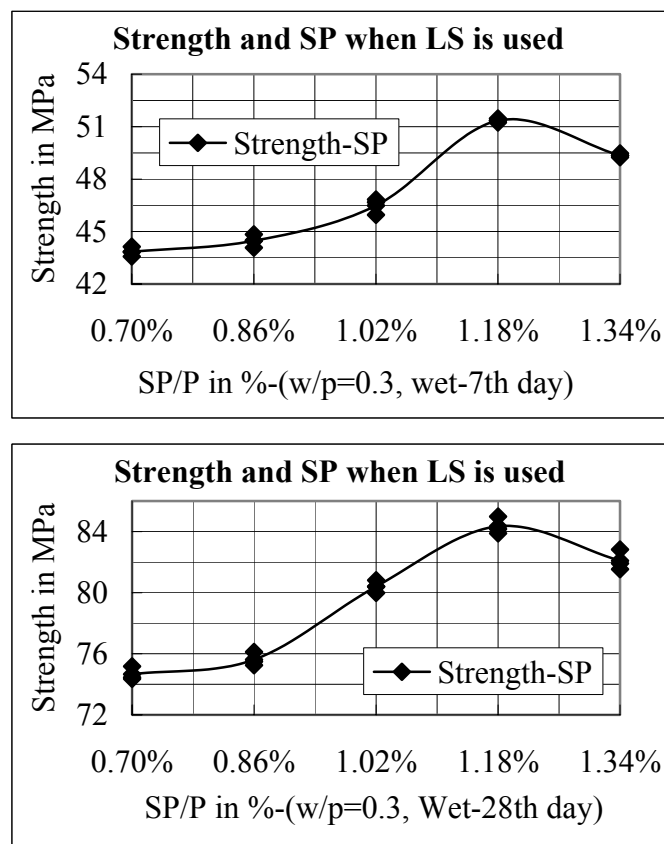 Strength and SP when LS is used
Strength in MPa
54
51
48
45
42
Strength-SP
0.70% 0.86% 1.02% 1.18% 1.34%
SP/P in %-(w/p=0.3, wet-7th day)
Strength and SP when LS is used
Strength in MPa
84
80
76
72
Strength-SP
0.70% 0.86% 1.02% 1.18% 1.34%
SP/P in %-(w/p=0.3, Wet-28th day)